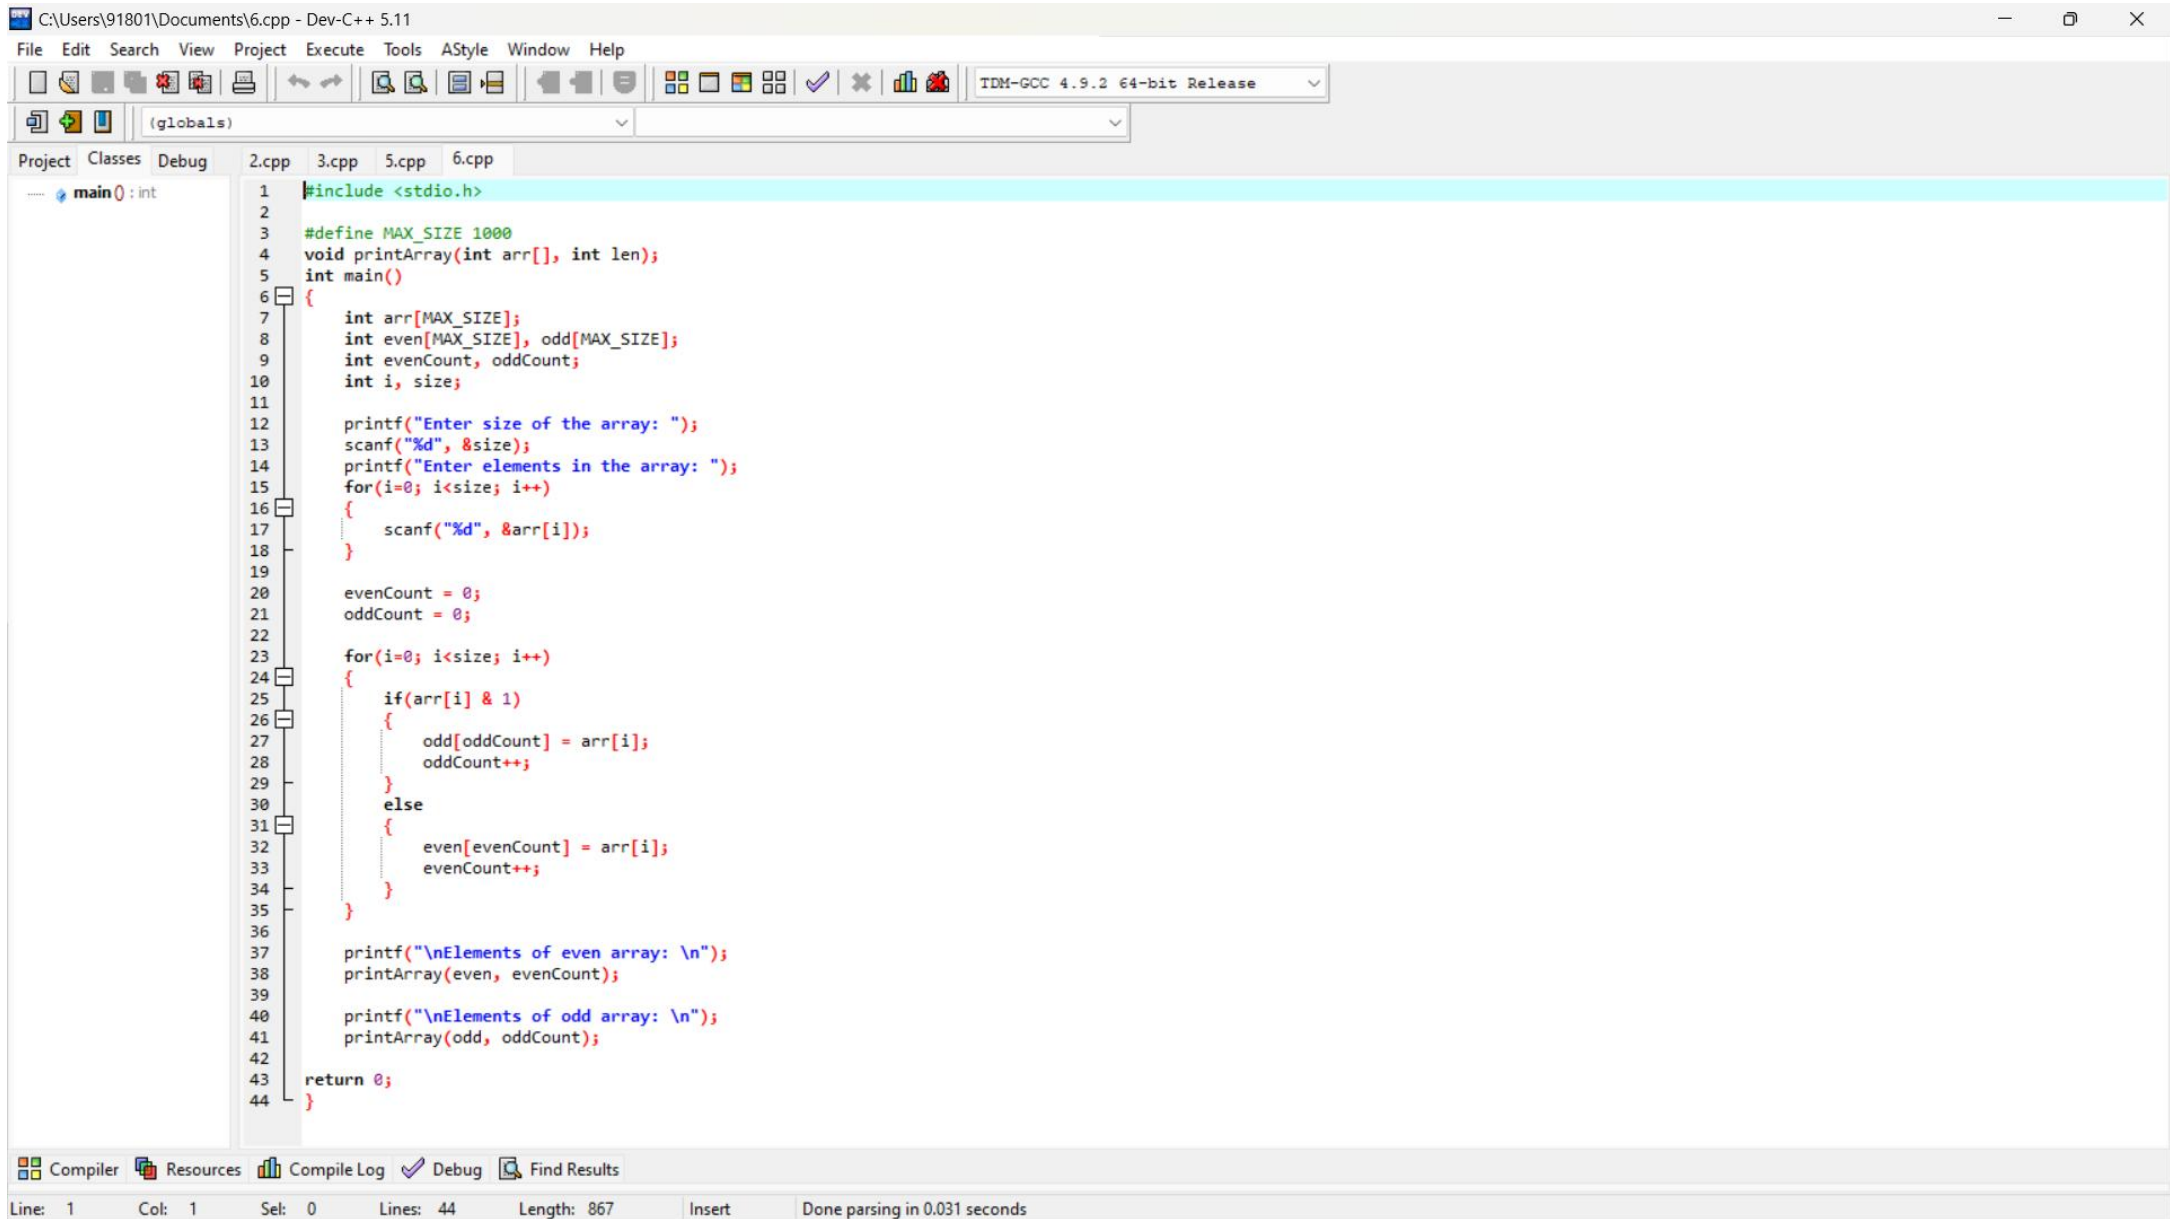 C:\Users\91801\Documents\6.cpp - Dev-C++ 5.11
File Edit Search View Project Execute Tools AStyle Window Help
TDM-GCC 4.9.2 64-bit Release
(globals)
Project Classes Debug 2.cpp 3.cpp 5.cpp 6.cpp
main() : int
1 #include <stdio.h>
2
3 #define MAX_SIZE 1000
4 void printArray(int arr[], int len);
5 int main()
6 {
7     int arr[MAX_SIZE];
8     int even[MAX_SIZE], odd[MAX_SIZE];
9     int evenCount, oddCount;
10     int i, size;
11
12     printf("Enter size of the array: ");
13     scanf("%d", &size);
14     printf("Enter elements in the array: ");
15     for(i=0; i<size; i++)
16     {
17         scanf("%d", &arr[i]);
18     }
19
20     evenCount = 0;
21     oddCount = 0;
22
23     for(i=0; i<size; i++)
24     {
25         if(arr[i] & 1)
26         {
27             odd[oddCount] = arr[i];
28             oddCount++;
29         }
30         else
31         {
32             even[evenCount] = arr[i];
33             evenCount++;
34         }
35     }
36
37     printf("\nElements of even array: \n");
38     printArray(even, evenCount);
39
40     printf("\nElements of odd array: \n");
41     printArray(odd, oddCount);
42
43 return 0;
44 }
Compiler Resources Compile Log Debug Find Results
Line: 1 Col: 1 Sel: 0 Lines: 44 Length: 867 Insert Done parsing in 0.031 seconds